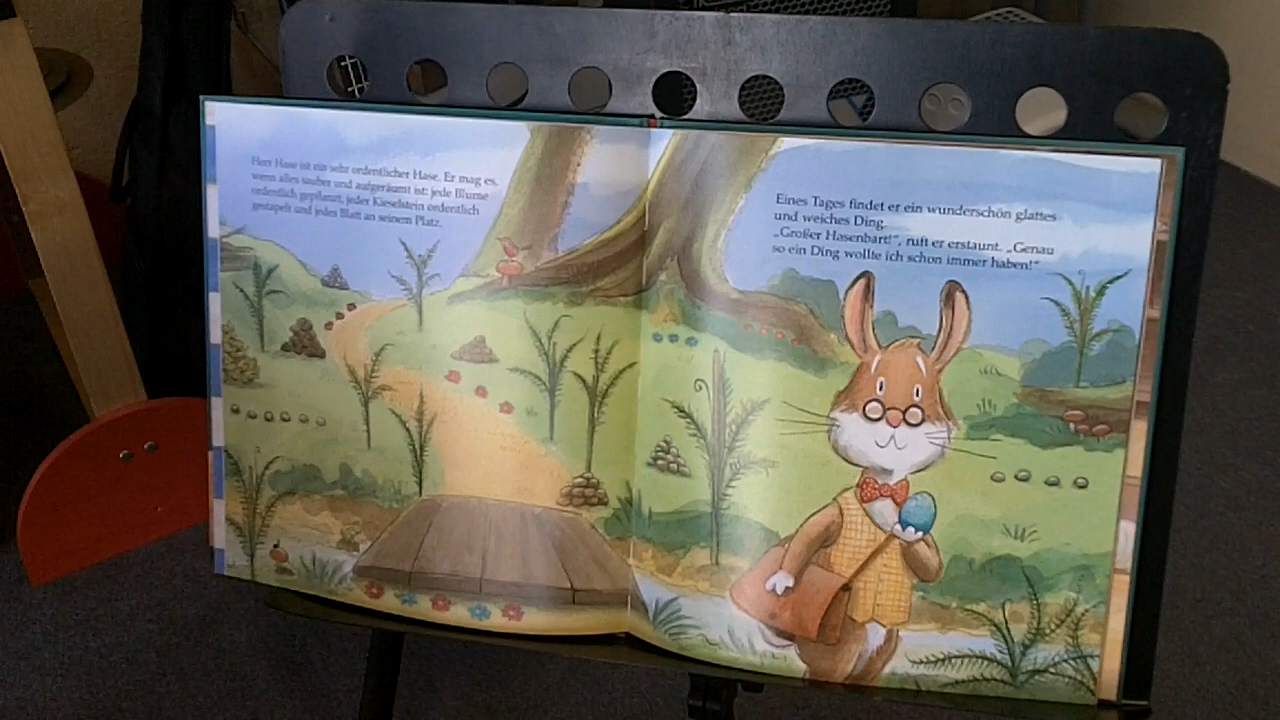 Herr Hase ist ein sehr ordentlicher Hase. Er mag es,
wenn alles sauber und aufgeräumt ist: jede Blume
ordentlich gepflanzt, jeder Kieselstein ordentlich
gestapelt und jedes Blatt an seinem Platz.
Eines Tages findet er ein wunderschön glattes
und weiches Ding.
„Großer Hasenbart!“, ruft er erstaunt. „Genau
so ein Ding wollte ich schon immer haben!“